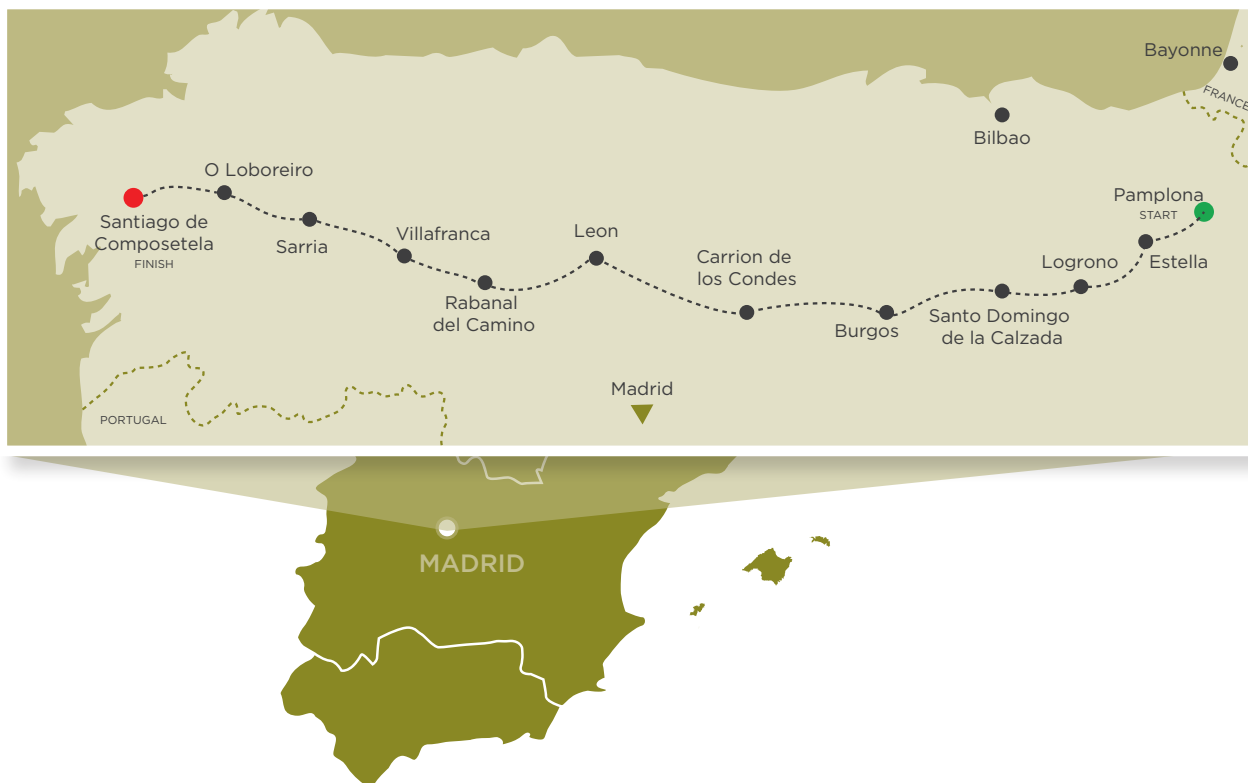 Bayonne
FRANCE
Bilbao
O Loboreiro
Pamplona
START
Santiago de
Composetela
FINISH
Sarria
Villafranca
Leon
Carrion de
los Condes
Logrono
Estella
Rabanal
del Camino
Burgos
Santo Domingo
de la Calzada
Madrid
PORTUGAL
MADRID